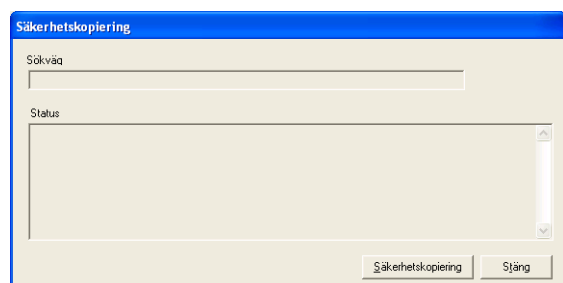 Säkerhetskopiering
Sökväg
Status
Säkerhetskopiering Stäng